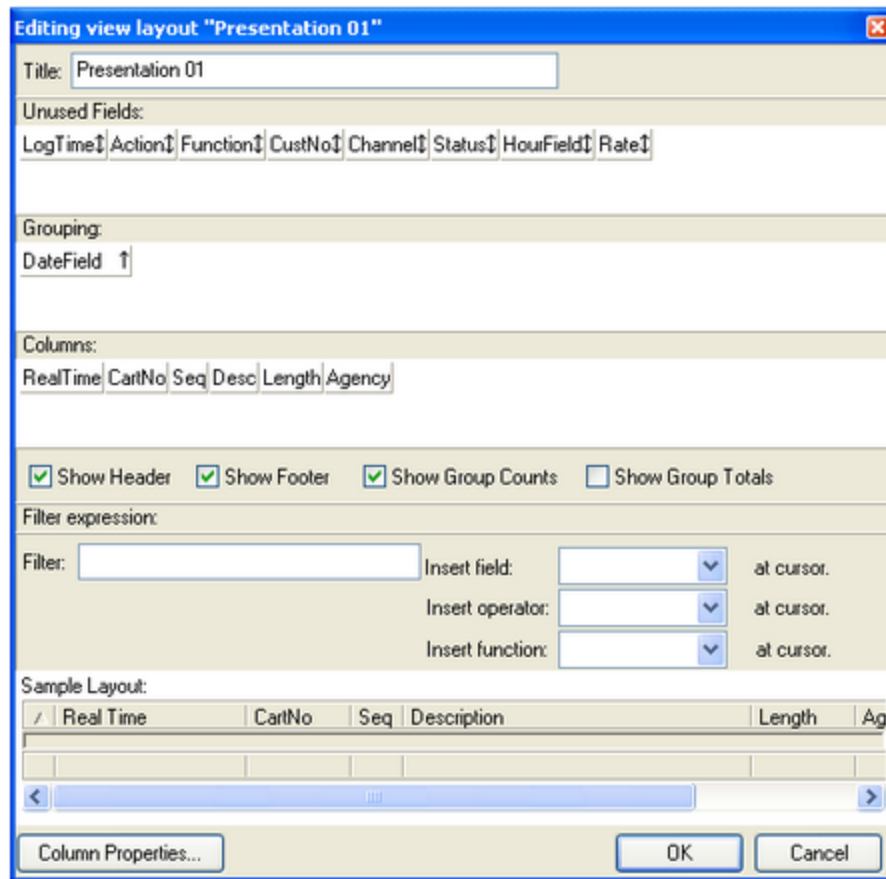 Editing view layout "Presentation 01"
Title: Presentation 01
Unused Fields:
LogTime↕ Action↕ Function↕ CustNo↕ Channel↕ Status↕ HourField↕ Rate↕
Grouping:
DateField ↑
Columns:
RealTime CartNo Seq Desc Length Agency
Show Header Show Footer Show Group Counts Show Group Totals
Filter expression:
Filter: Insert field: at cursor.
Insert operator: at cursor.
Insert function: at cursor.
Sample Layout:
Real Time CartNo Seq Description Length Ag
Column Properties... OK Cancel